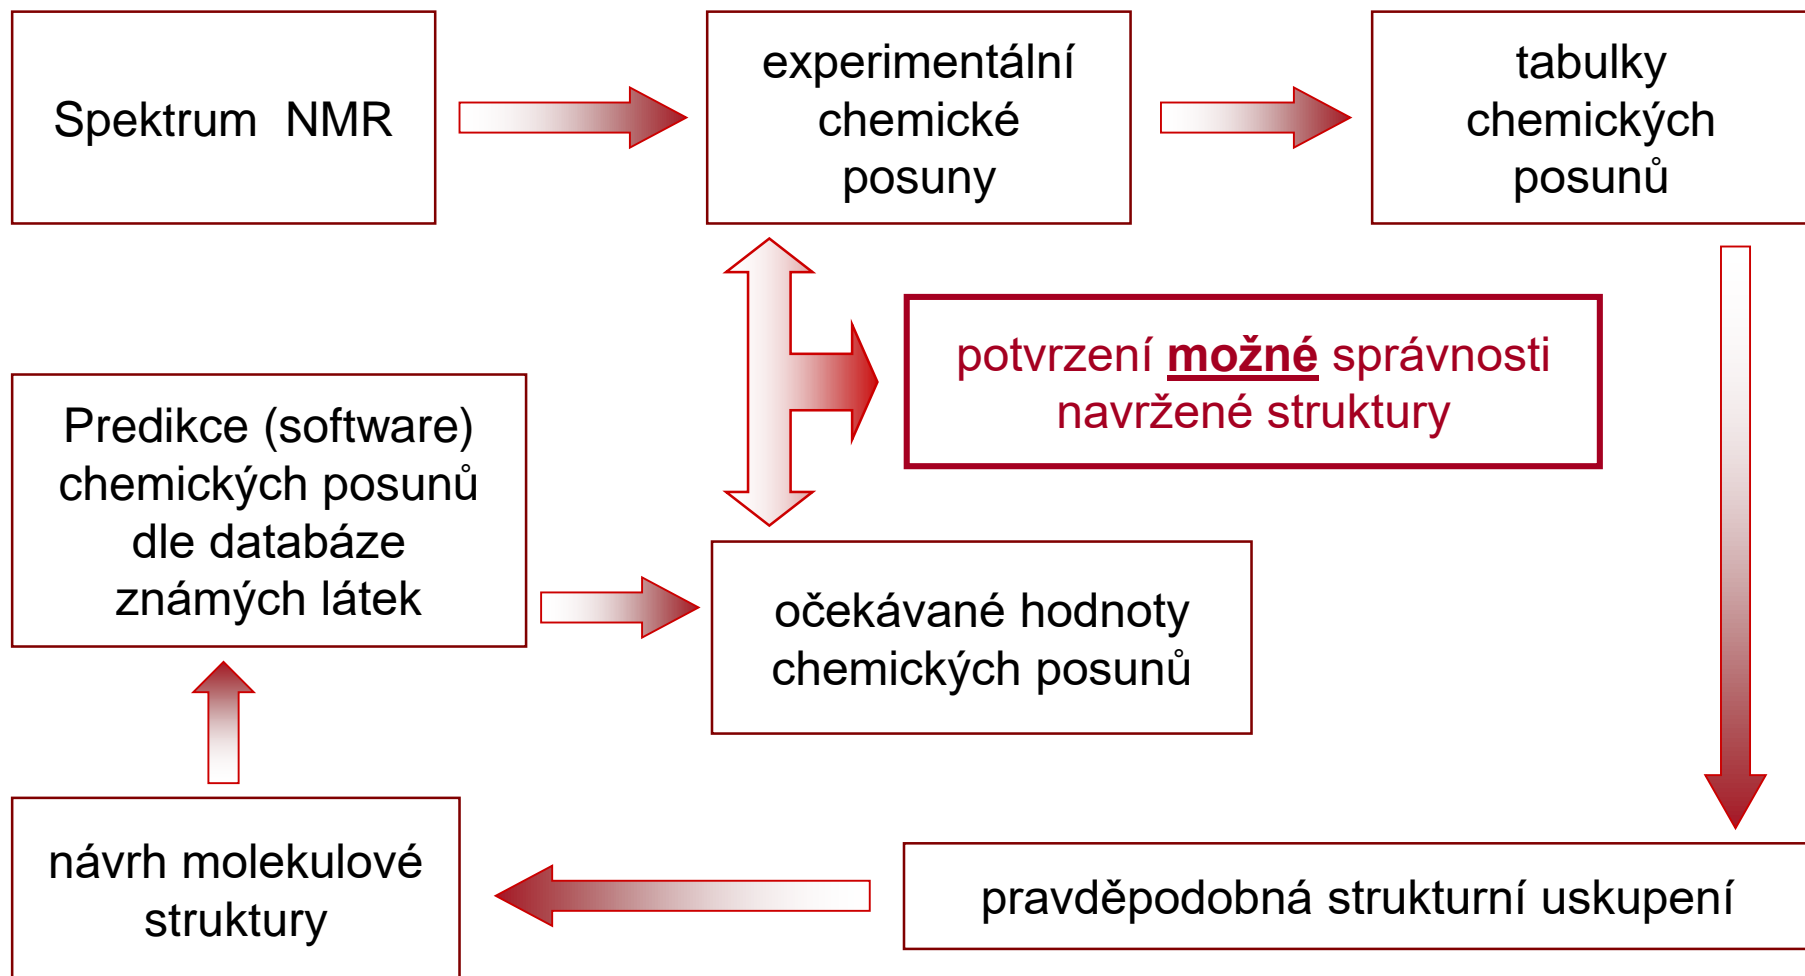 Spektrum NMR
experimentální
chemické
posuny
tabulky
chemických
posunů
potvrzení možné správnosti
navržené struktury
Predikce (software)
chemických posunů
dle databáze
známých látek
očekávané hodnoty
chemických posunů
návrh molekulové
struktury
pravděpodobná strukturní uskupení